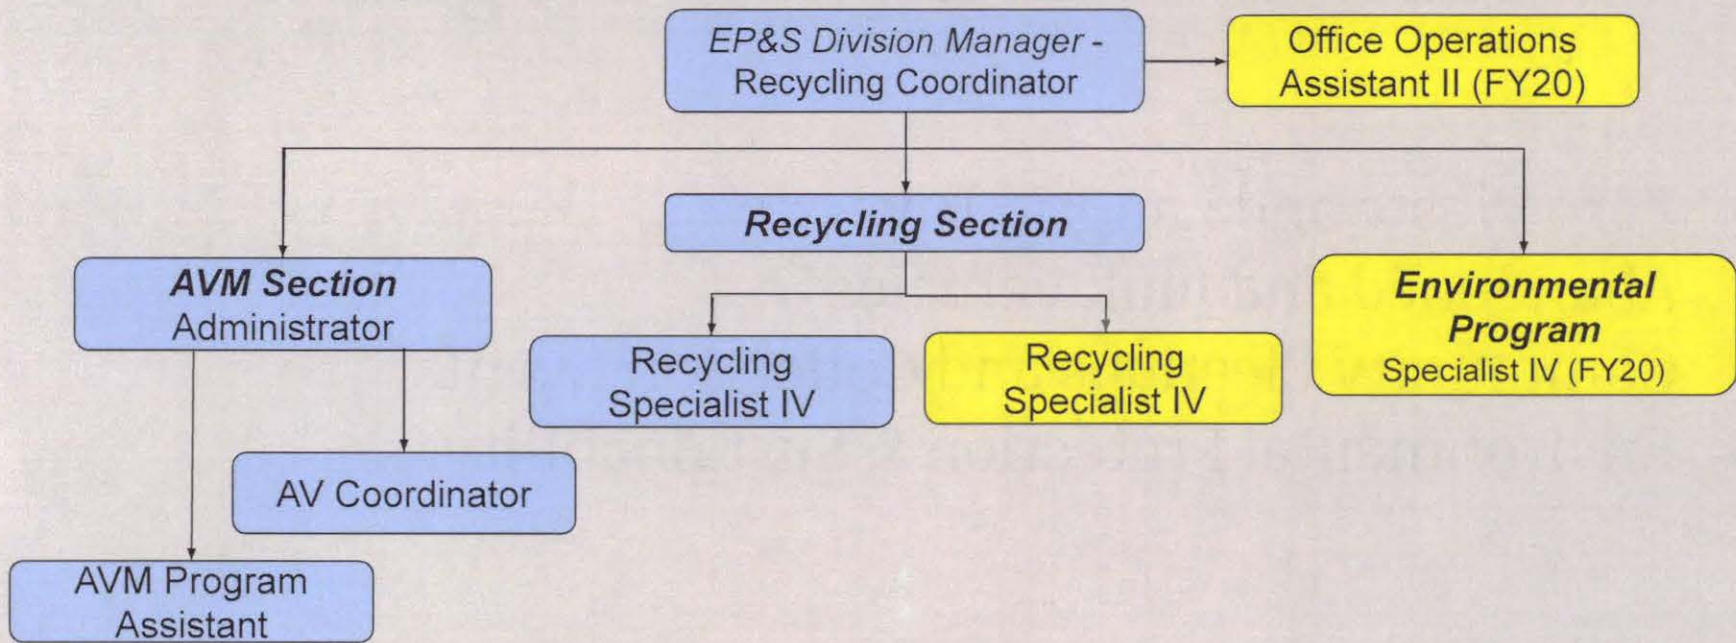 EP&S Division Manager -
Recycling Coordinator
Office Operations
Assistant II (FY20)
Recycling Section
AVM Section
Administrator
Environmental
Program
Specialist IV (FY20)
Recycling
Specialist IV
Recycling
Specialist IV
AV Coordinator
AVM Program
Assistant